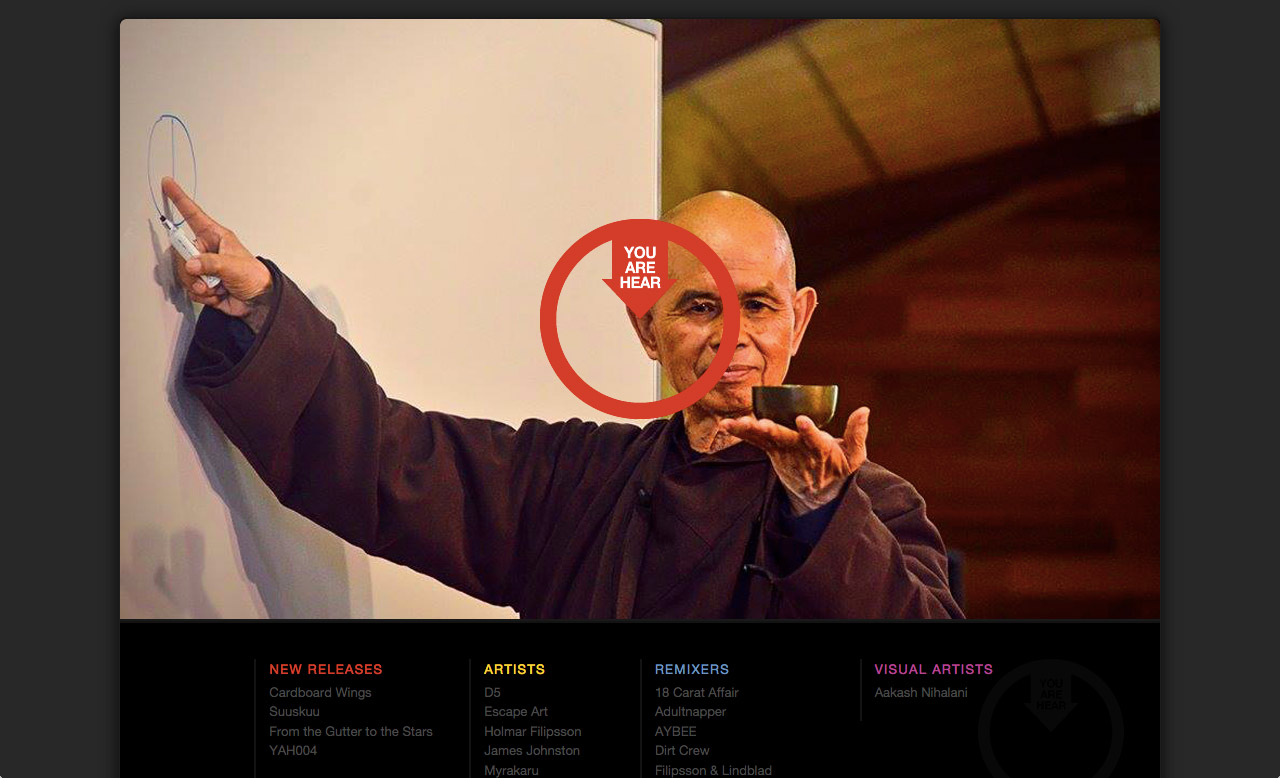 YOU
ARE
HEAR
NEW RELEASES
Cardboard Wings
Suuskuu
From the Gutter to the Stars
YAH004
ARTISTS
D5
Escape Art
Holmar Filipsson
James Johnston
Myrakaru
REMIXERS
18 Carat Affair
Adultnapper
AYBEE
Dirt Crew
Filipsson & Lindblad
VISUAL ARTISTS
Aakash Nihalani
YOU
ARE
HEAR